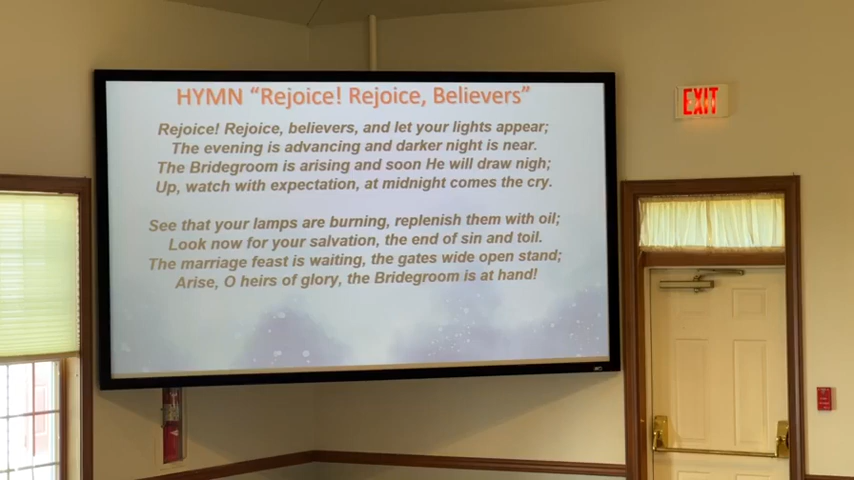 HYMN “Rejoice! Rejoice, Believers”
Rejoice! Rejoice, believers, and let your lights appear;
The evening is advancing and darker night is near.
The Bridegroom is arising and soon He will draw nigh;
Up, watch with expectation, at midnight comes the cry.
See that your lamps are burning, replenish them with oil;
Look now for your salvation, the end of sin and toil.
The marriage feast is waiting, the gates wide open stand;
Arise, O heirs of glory, the Bridegroom is at hand!
EXIT